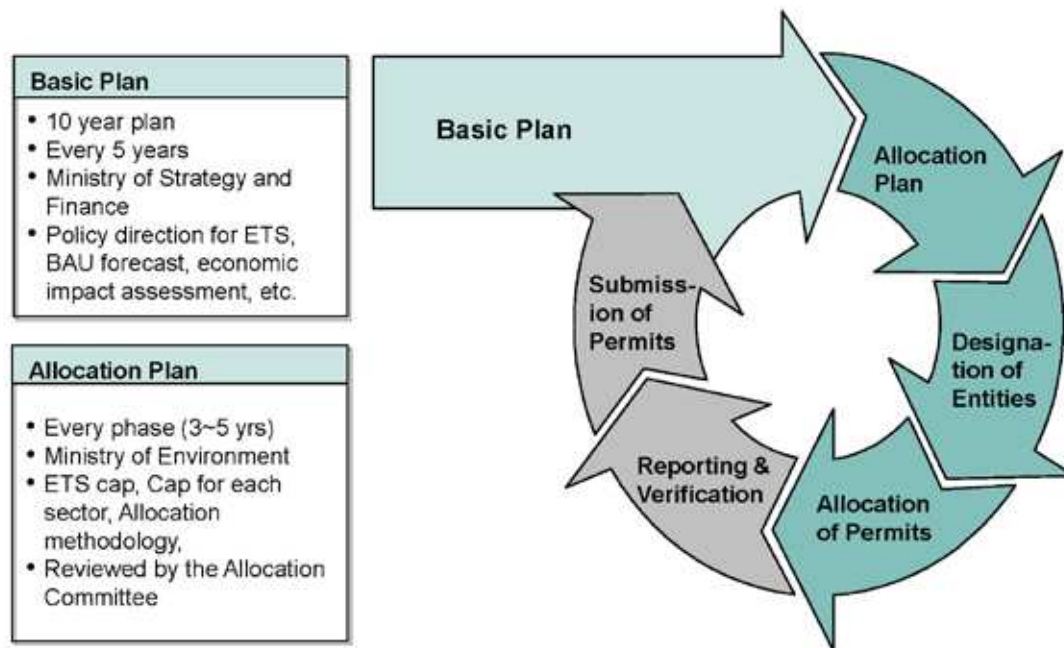 Basic Plan
• 10 year plan
• Every 5 years
• Ministry of Strategy and
Finance
• Policy direction for ETS,
BAU forecast, economic
impact assessment, etc.
Allocation Plan
• Every phase (3~5 yrs)
• Ministry of Environment
• ETS cap, Cap for each
sector, Allocation
methodology,
• Reviewed by the Allocation
Committee
Basic Plan
Allocation
Plan
Designa-
tion of
Entities
Allocation
of Permits
Reporting &
Verification
Submiss-
ion of
Permits